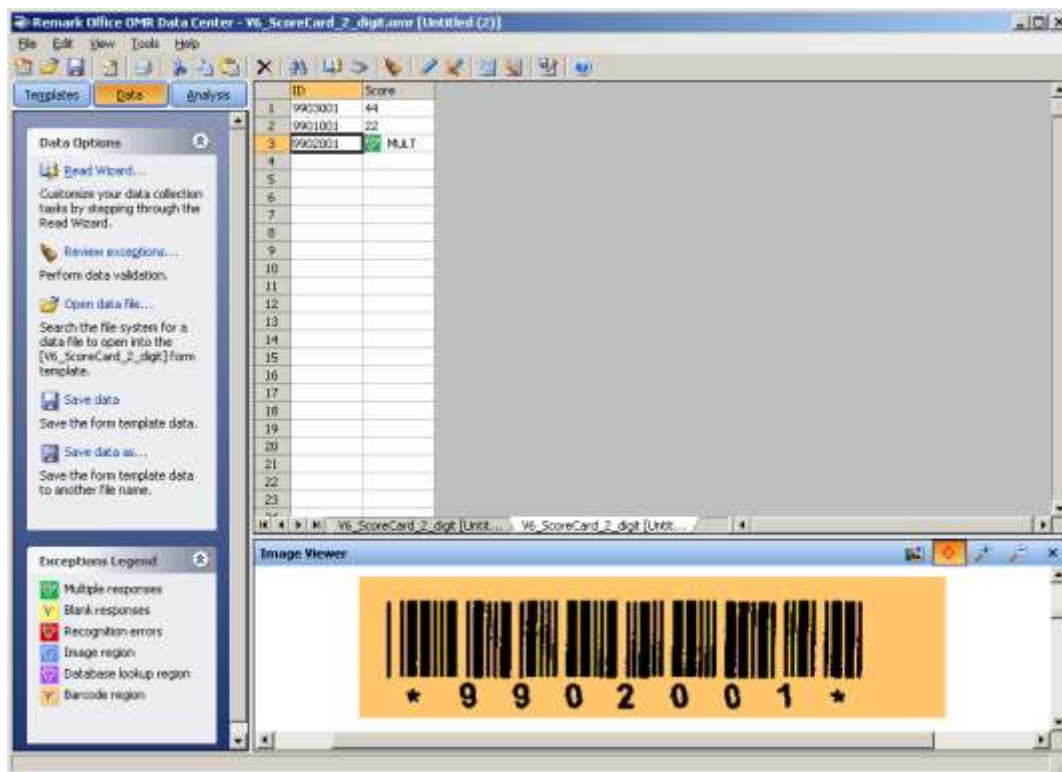 Remark Office OMR Data Center - V6_ScoreCard_2_digit.omr [Untitled (2)]
File Edit View Tools Help
Templates Data Analysis
Data Options
Read Wizard...
Customize your data collection
tasks by stepping through the
Read Wizard.
Review exceptions...
Perform data validation.
Open data file...
Search the file system for a
data file to open into the
[V6_ScoreCard_2_digit] form
template.
Save data
Save the form template data.
Save data as...
Save the form template data
to another file name.
Exceptions Legend
Multiple responses
Blank responses
Recognition errors
Image region
Database lookup region
Barcode region
ID Score
1 9903001 44
2 9901001 22
3 9902001 MULT
4
5
6
7
8
9
10
11
12
13
14
15
16
17
18
19
20
21
22
23
V6_ScoreCard_2_digit [Untit... V6_ScoreCard_2_digit [Untit...
Image Viewer
* 9 9 0 2 0 0 1 *